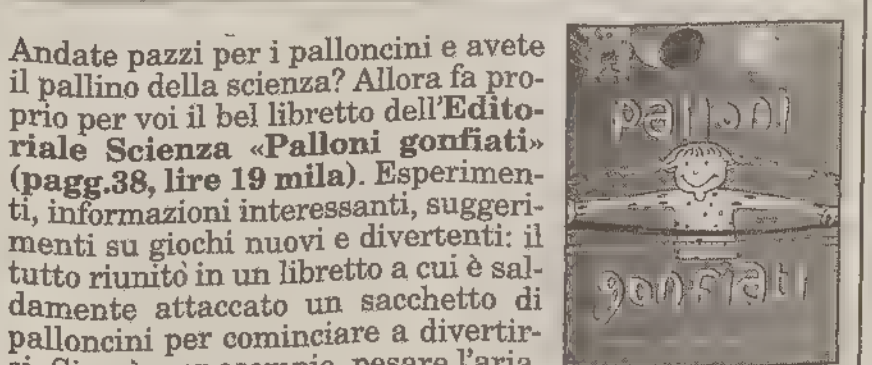 Andate pazzi per i palloncini e avete
il pallino della scienza? Allora fa pro-
prio per voi il bel libretto dell'Edito-
riale Scienza «Palloni gonfiati»
(pagg.38, lire 19 mila). Esperimen-
ti, informazioni interessanti, suggeri-
menti su giochi nuovi e divertenti: il
tutto riunito in un libretto a cui è sal-
damente attaccato un sacchetto di
palloncini per cominciare a divertir-
pesare l'aria
palloni
gonfiati